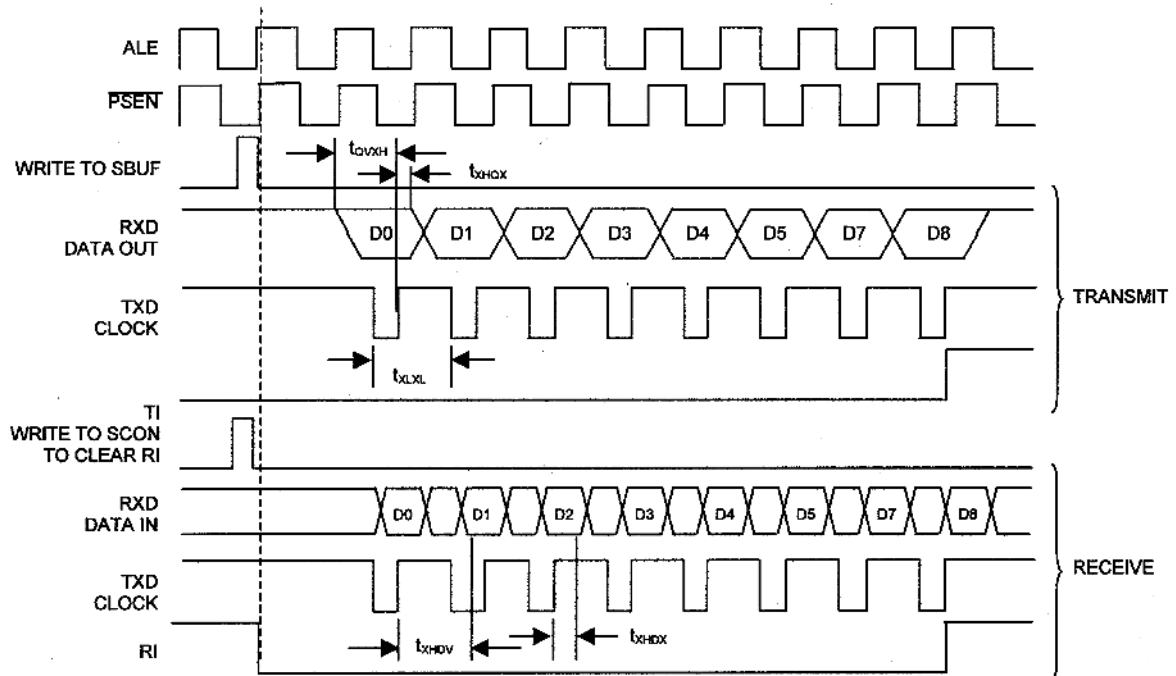 ALE
PSEN
WRITE TO SBUF
tQVXH
tXHQX
RXD
DATA OUT
D0 D1 D2 D3 D4 D5 D7 D8
TXD
CLOCK
TRANSMIT
tXLXL
TI
WRITE TO SCON
TO CLEAR RI
RXD
DATA IN
D0 D1 D2 D3 D4 D5 D7 D8
TXD
CLOCK
RECEIVE
RI
tXHDV
tXHDX